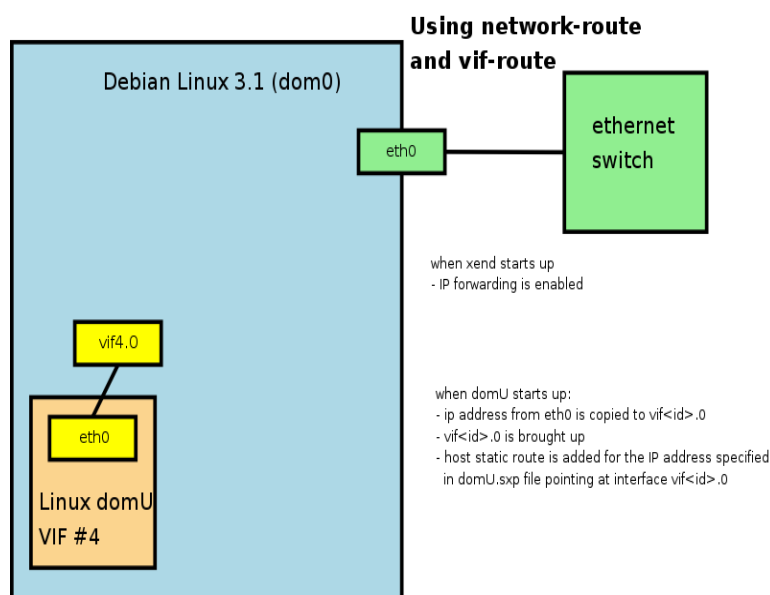 Using network-route
and vif-route
Debian Linux 3.1 (dom0)
eth0
ethernet
switch
when xend starts up
- IP forwarding is enabled
vif4.0
eth0
Linux domU
VIF #4
when domU starts up:
- ip address from eth0 is copied to vif<id>.0
- vif<id>.0 is brought up
- host static route is added for the IP address specified
in domU.sxp file pointing at interface vif<id>.0